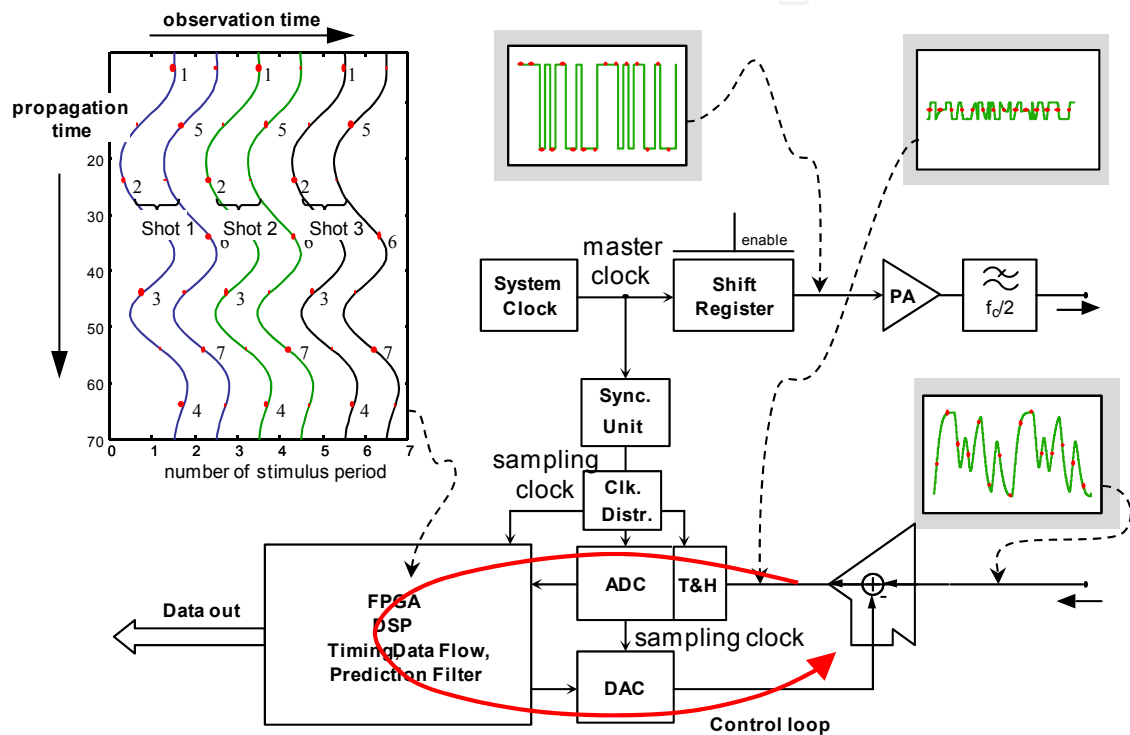 observation time
propagation
time
1
1
1
5
5
5
2
2
2
Shot 1
Shot 2
Shot 3
6
6
6
3
3
3
7
7
7
4
4
4
20
30
40
50
60
70
0
1
2
3
4
5
6
7
number of stimulus period
enable
master
clock
System
Clock
Shift
Register
PA
fc/2
Sync.
Unit
sampling
clock
Clk.
Distr.
ADC
T&H
-
sampling clock
FPGA
DSP
Timing,Data Flow,
Prediction Filter
Data out
DAC
Control loop